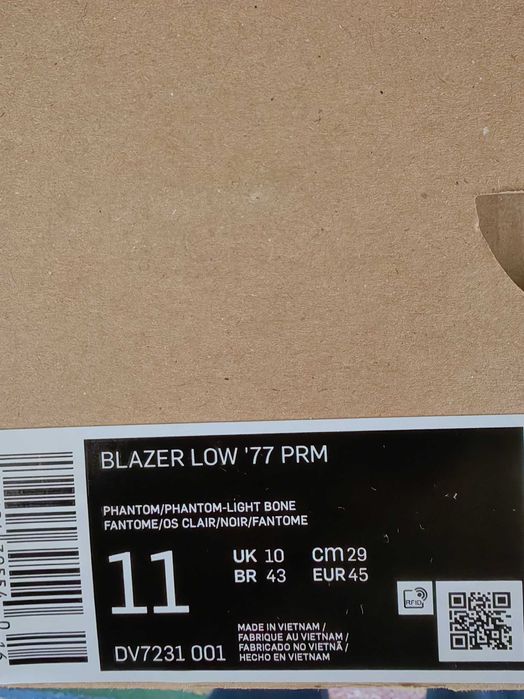 BLAZER LOW '77 PRM
PHANTOM/PHANTOM-LIGHT BONE
FANTOME/OS CLAIR/NOIR/FANTOME
11
UK 10 cm 29
BR 43 EUR 45
RFID
DV7231 001
MADE IN VIETNAM /
FABRIQUE AU VIETNAM /
FABRICADO NO VIETNÃ /
HECHO EN VIETNAM